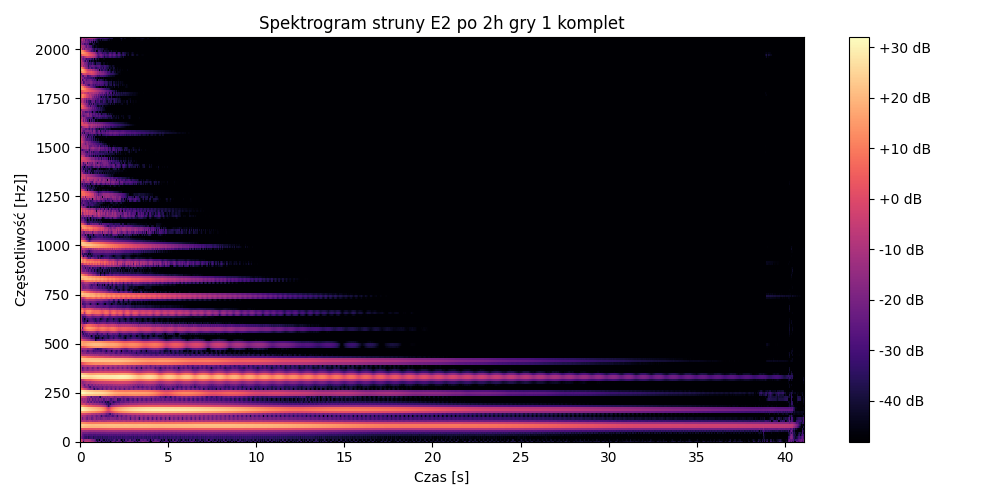 Spektrogram struny E2 po 2h gry 1 komplet
2000
1750
1500
1250
1000
750
500
250
0
Częstotliwość [Hz]]
0 5 10 15 20 25 30 35 40
Czas [s]
+30 dB
+20 dB
+10 dB
+0 dB
-10 dB
-20 dB
-30 dB
-40 dB